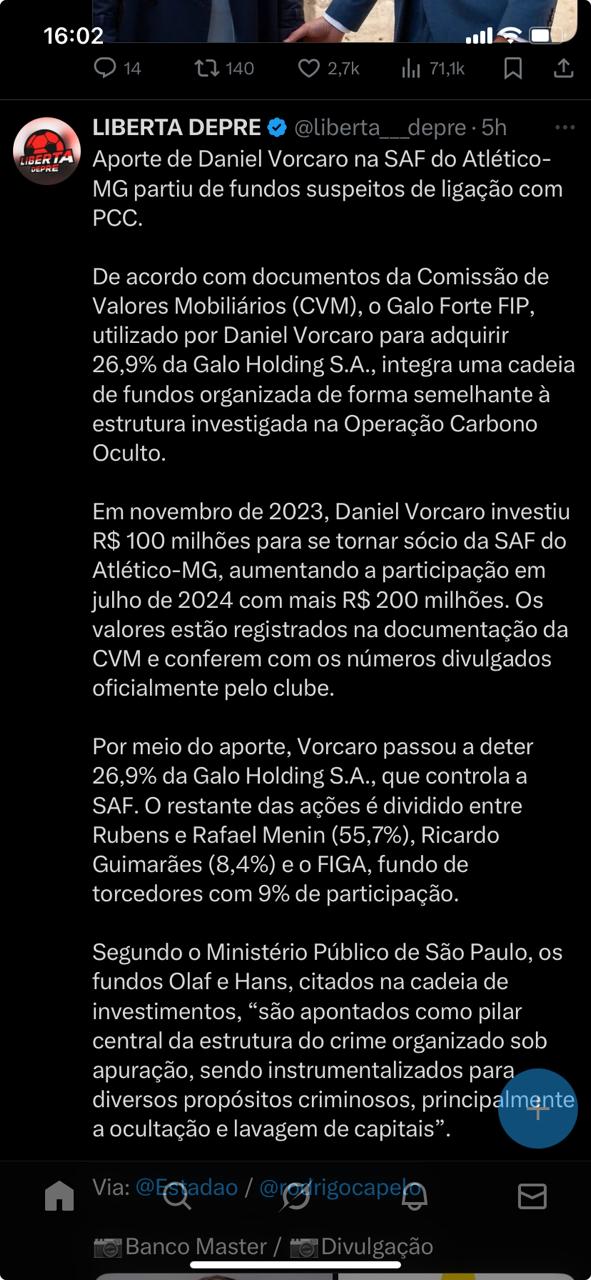 16:02
14 140 2,7k 71,1k
LIBERTA DEPRE @liberta___depre · 5h
LIBERTA
DEPRE
Aporte de Daniel Vorcaro na SAF do Atlético-
MG partiu de fundos suspeitos de ligação com
PCC.
De acordo com documentos da Comissão de
Valores Mobiliários (CVM), o Galo Forte FIP,
utilizado por Daniel Vorcaro para adquirir
26,9% da Galo Holding S.A., integra uma cadeia
de fundos organizada de forma semelhante à
estrutura investigada na Operação Carbono
Oculto.
Em novembro de 2023, Daniel Vorcaro investiu
R$ 100 milhões para se tornar sócio da SAF do
Atlético-MG, aumentando a participação em
julho de 2024 com mais R$ 200 milhões. Os
valores estão registrados na documentação da
CVM e conferem com os números divulgados
oficialmente pelo clube.
Por meio do aporte, Vorcaro passou a deter
26,9% da Galo Holding S.A., que controla a
SAF. O restante das ações é dividido entre
Rubens e Rafael Menin (55,7%), Ricardo
Guimarães (8,4%) e o FIGA, fundo de
torcedores com 9% de participação.
Segundo o Ministério Público de São Paulo, os
fundos Olaf e Hans, citados na cadeia de
investimentos, “são apontados como pilar
central da estrutura do crime organizado sob
apuração, sendo instrumentalizados para
diversos propósitos criminosos, principalmente
a ocultação e lavagem de capitais”.
Via: @Estadao / @rodrigocapelo
Banco Master / Divulgação